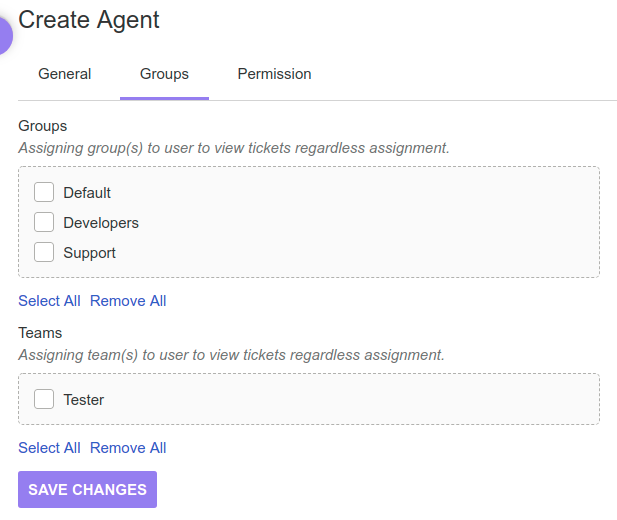 Create Agent
General Groups Permission
Groups
Assigning group(s) to user to view tickets regardless assignment.
Default
Developers
Support
Select All Remove All
Teams
Assigning team(s) to user to view tickets regardless assignment.
Tester
Select All Remove All
SAVE CHANGES